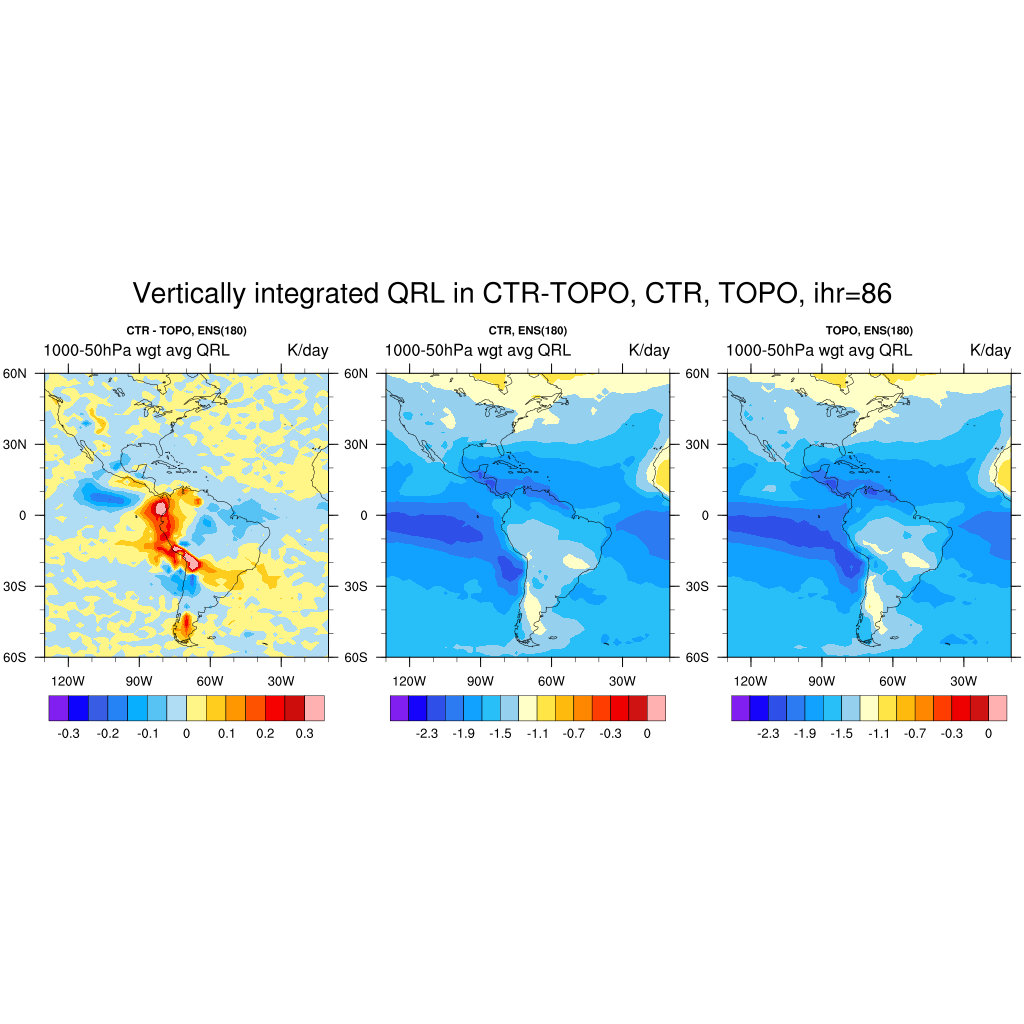 Vertically integrated QRL in CTR-TOPO, CTR, TOPO, ihr=86
CTR - TOPO, ENS(180)
1000-50hPa wgt avg QRL K/day
60N
30N
0
30S
60S
120W 90W 60W 30W
-0.3 -0.2 -0.1 0 0.1 0.2 0.3
CTR, ENS(180)
1000-50hPa wgt avg QRL K/day
60N
30N
0
30S
60S
120W 90W 60W 30W
-2.3 -1.9 -1.5 -1.1 -0.7 -0.3 0
TOPO, ENS(180)
1000-50hPa wgt avg QRL K/day
60N
30N
0
30S
60S
120W 90W 60W 30W
-2.3 -1.9 -1.5 -1.1 -0.7 -0.3 0